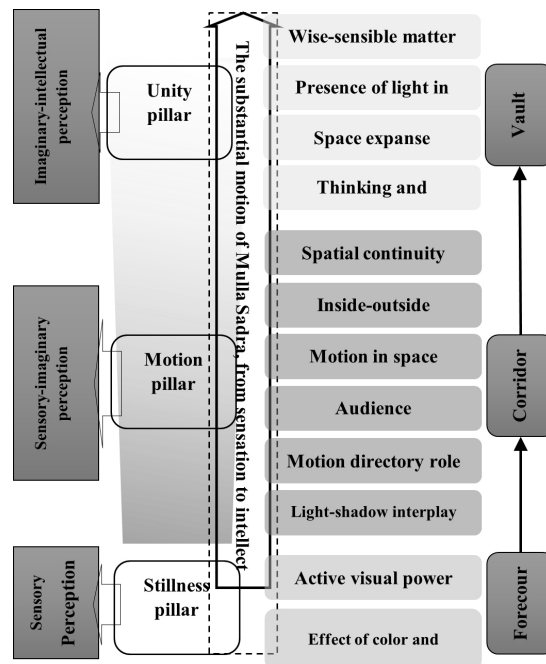 Imaginary-intellectual
perception
Unity
pillar
Wise-sensible matter
Presence of light in
Space expanse
Thinking and
Vault
The substantial motion of Mulla Sadra, from sensation to intellect
Sensory-imaginary
perception
Motion
pillar
Spatial continuity
Inside-outside
Motion in space
Audience
Motion directory role
Light-shadow interplay
Corridor
Sensory
Perception
Stillness
pillar
Active visual power
Effect of color and
Forecour